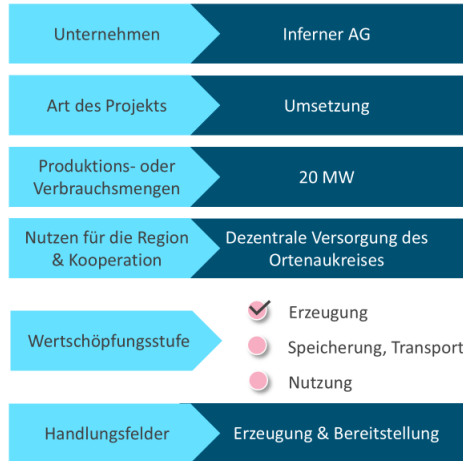 Unternehmen
Inferner AG
Art des Projekts
Umsetzung
Produktions- oder
Verbrauchsmengen
20 MW
Nutzen für die Region
& Kooperation
Dezentrale Versorgung des
Ortenaukreises
Wertschöpfungsstufe
Erzeugung
Speicherung, Transport
Nutzung
Handlungsfelder
Erzeugung & Bereitstellung